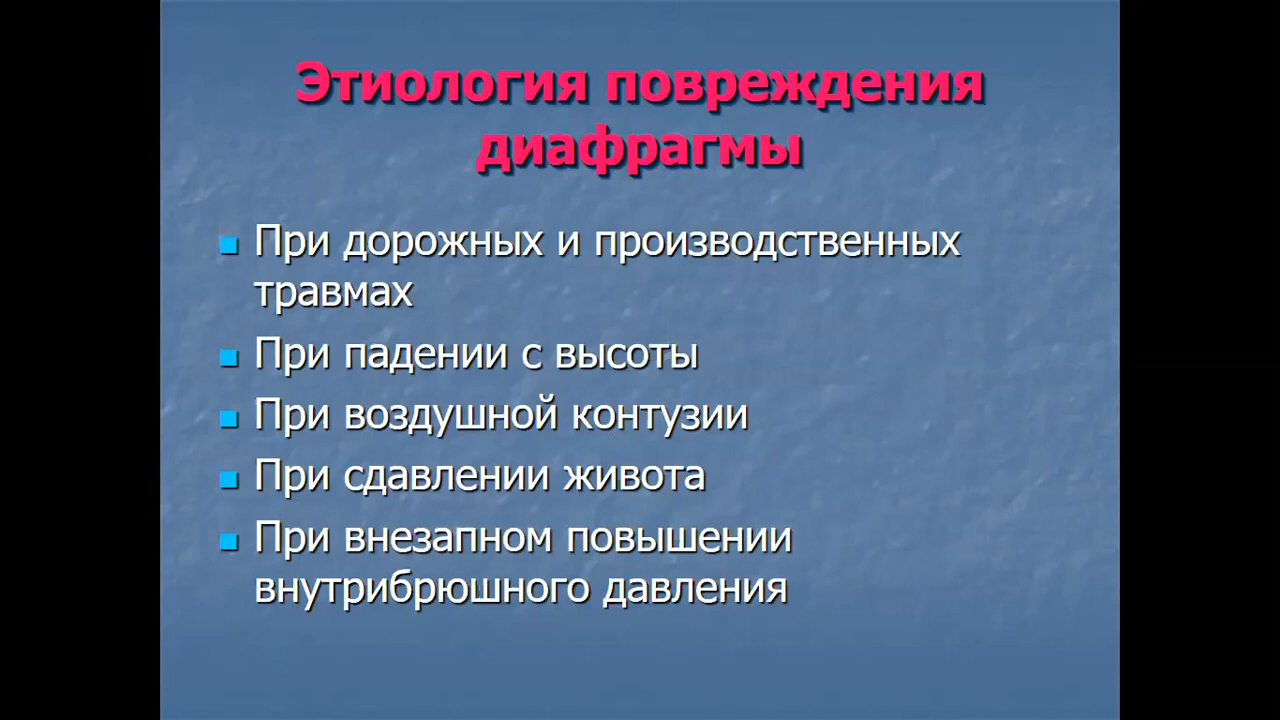 Этиология повреждения
диафрагмы
При дорожных и производственных
травмах
При падении с высоты
При воздушной контузии
При сдавлении живота
При внезапном повышении
внутрибрюшного давления